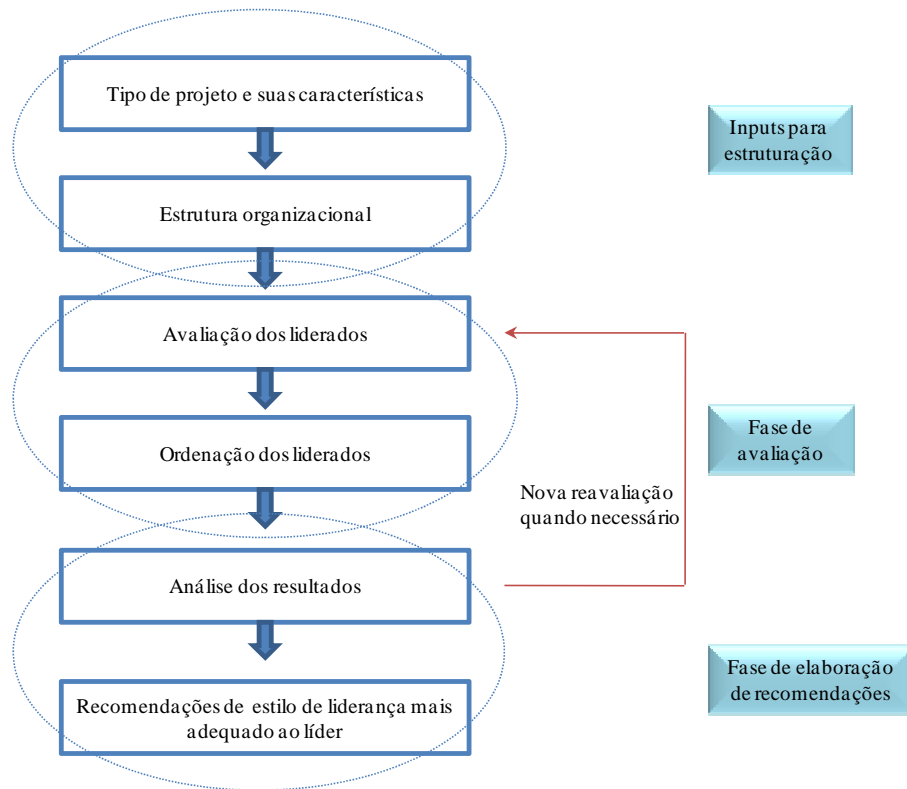 Tipo de projeto e suas características
Inputs para
estruturação
Estrutura organizacional
Avaliação dos liderados
Ordenação dos liderados
Fase de
avaliação
Nova reavaliação
quando necessário
Análise dos resultados
Recomendações de estilo de liderança mais
adequado ao líder
Fase de elaboração
de recomendações